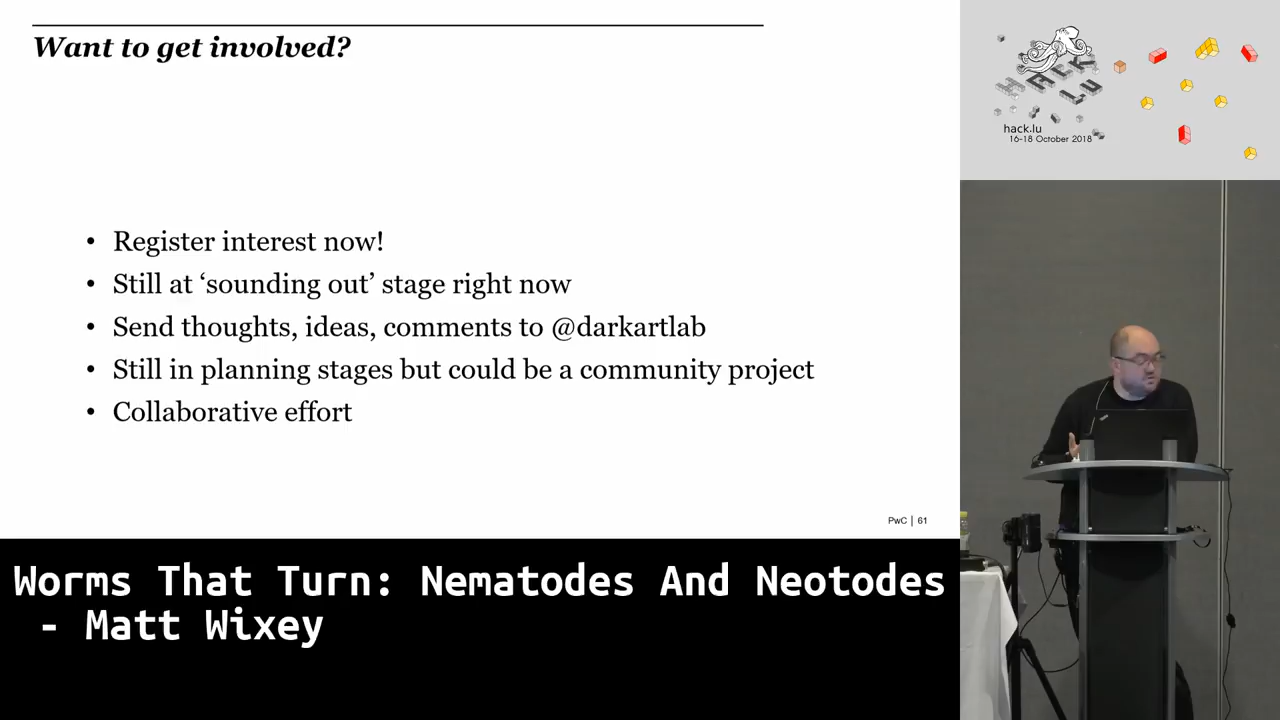 Want to get involved?
• Register interest now!
• Still at ‘sounding out’ stage right now
• Send thoughts, ideas, comments to @darkartlab
• Still in planning stages but could be a community project
• Collaborative effort
PwC | 61
HACK
LU
hack.lu
16-18 October 2018
Worms That Turn: Nematodes And Neotodes
- Matt Wixey